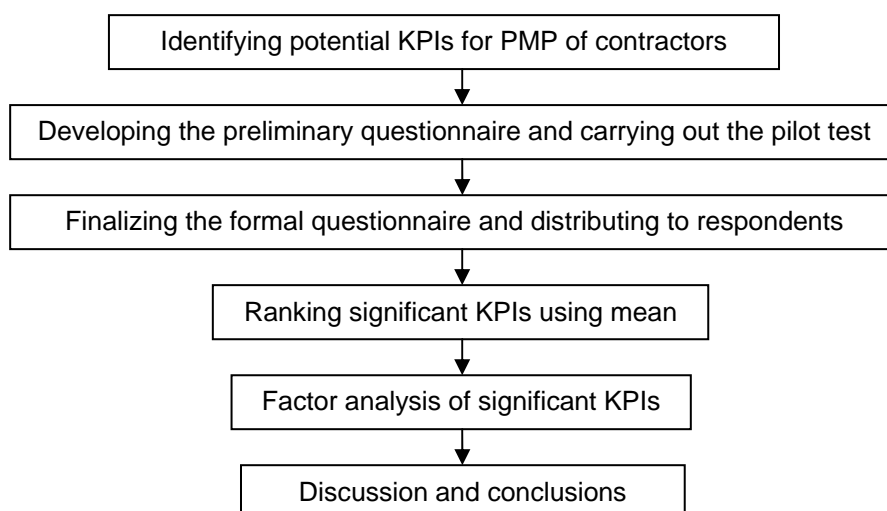 Identifying potential KPIs for PMP of contractors
Developing the preliminary questionnaire and carrying out the pilot test
Finalizing the formal questionnaire and distributing to respondents
Ranking significant KPIs using mean
Factor analysis of significant KPIs
Discussion and conclusions